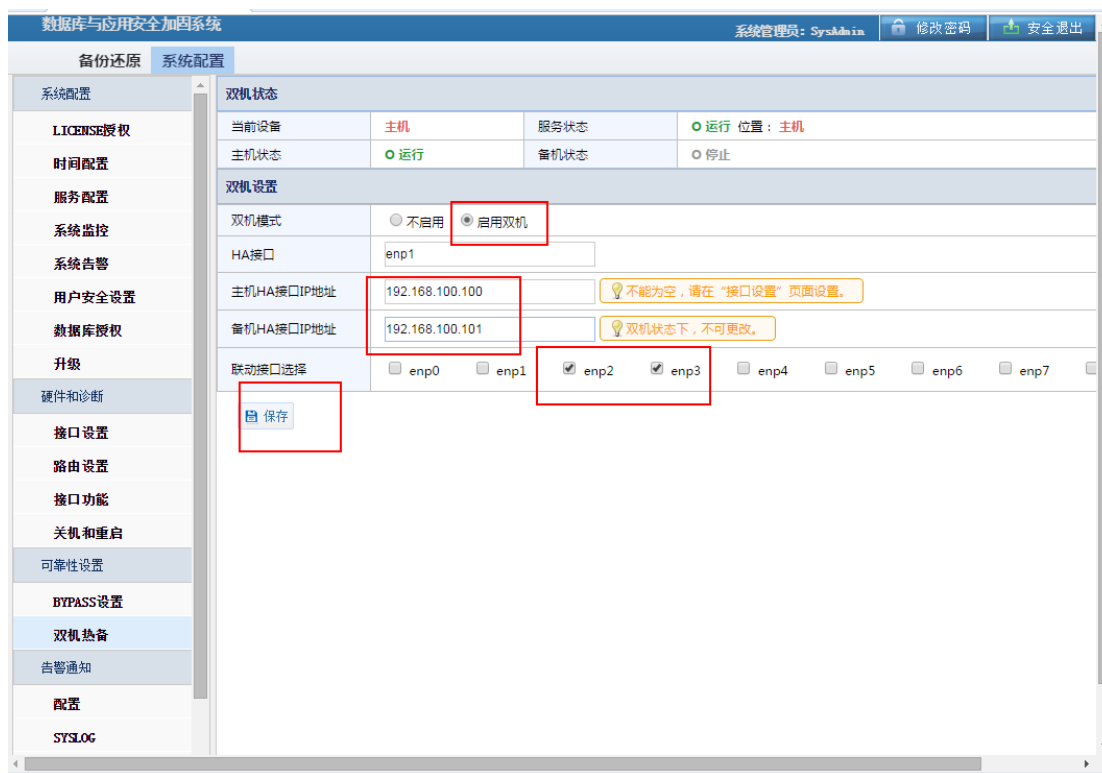 数据库与应用安全加固系统
系统管理员: SysAdmin 修改密码 安全退出
备份还原 系统配置
系统配置
LICENSE授权
时间配置
服务配置
系统监控
系统告警
用户安全设置
数据库授权
升级
硬件和诊断
接口设置
路由设置
接口功能
关机和重启
可靠性设置
BYPASS设置
双机热备
告警通知
配置
SYSLOG
双机状态
当前设备 主机 服务状态 运行 位置: 主机
主机状态 运行 备机状态 停止
双机设置
双机模式 不启用 启用双机
HA接口 enp1
主机HA接口IP地址 192.168.100.100 不能为空,请在“接口设置”页面设置。
备机HA接口IP地址 192.168.100.101 双机状态下,不可更改。
联动接口选择 enp0 enp1 enp2 enp3 enp4 enp5 enp6 enp7
保存